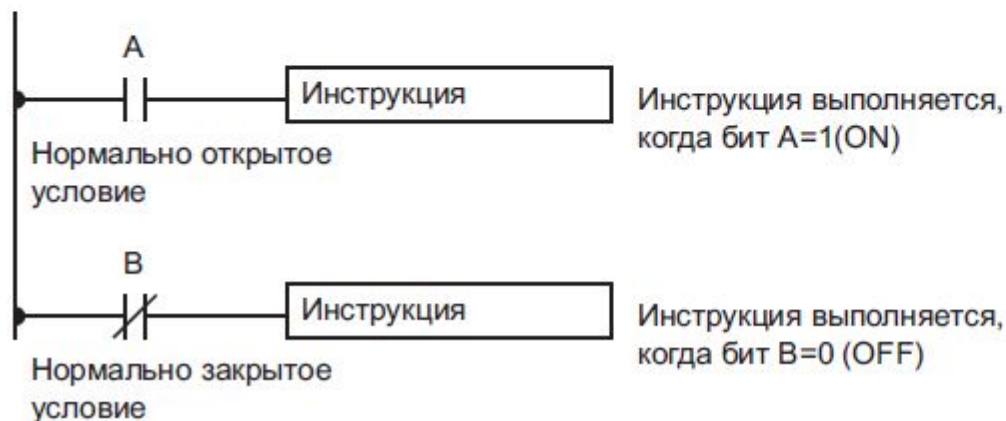 A
Инструкция
Инструкция выполняется,
когда бит A=1(ON)
Нормально открытое
условие
B
Инструкция
Инструкция выполняется,
когда бит B=0 (OFF)
Нормально закрытое
условие